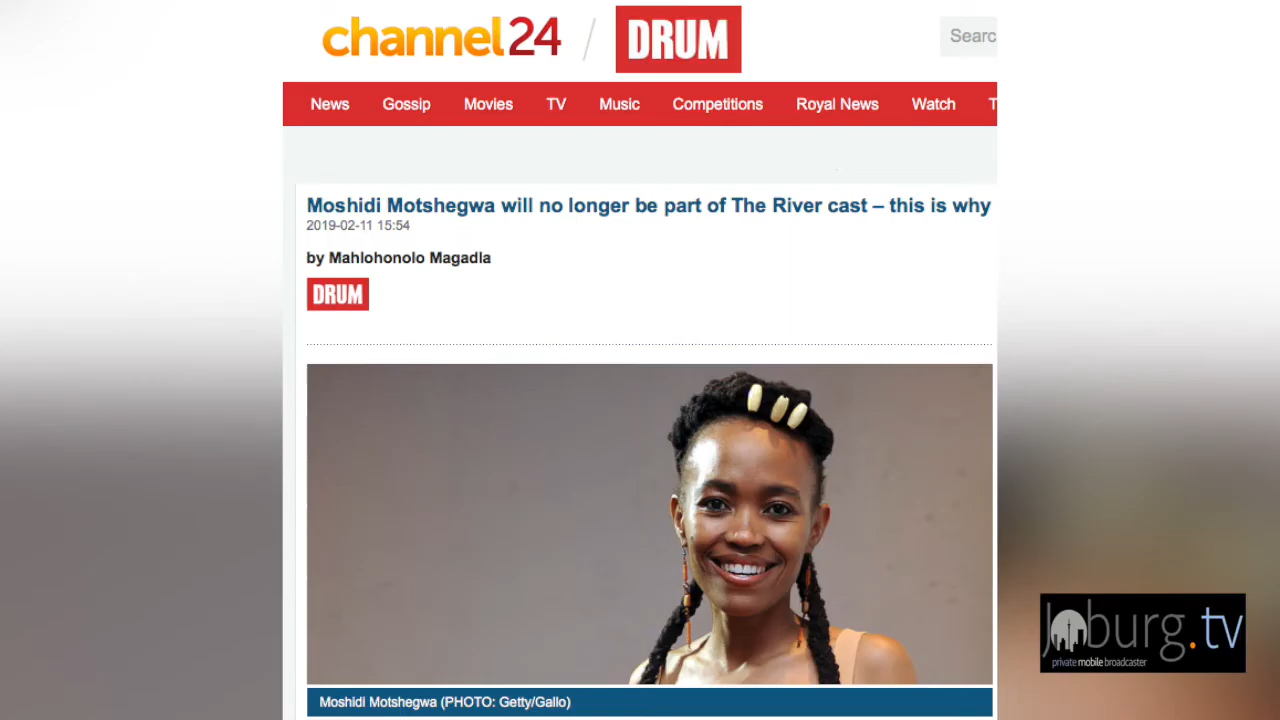 channel24 / DRUM
Searc
News Gossip Movies TV Music Competitions Royal News Watch T
Moshidi Motshegwa will no longer be part of The River cast – this is why
2019-02-11 15:54
by Mahlohonolo Magadla
DRUM
Moshidi Motshegwa (PHOTO: Getty/Gallo)
Joburg.tv
private mobile broadcaster